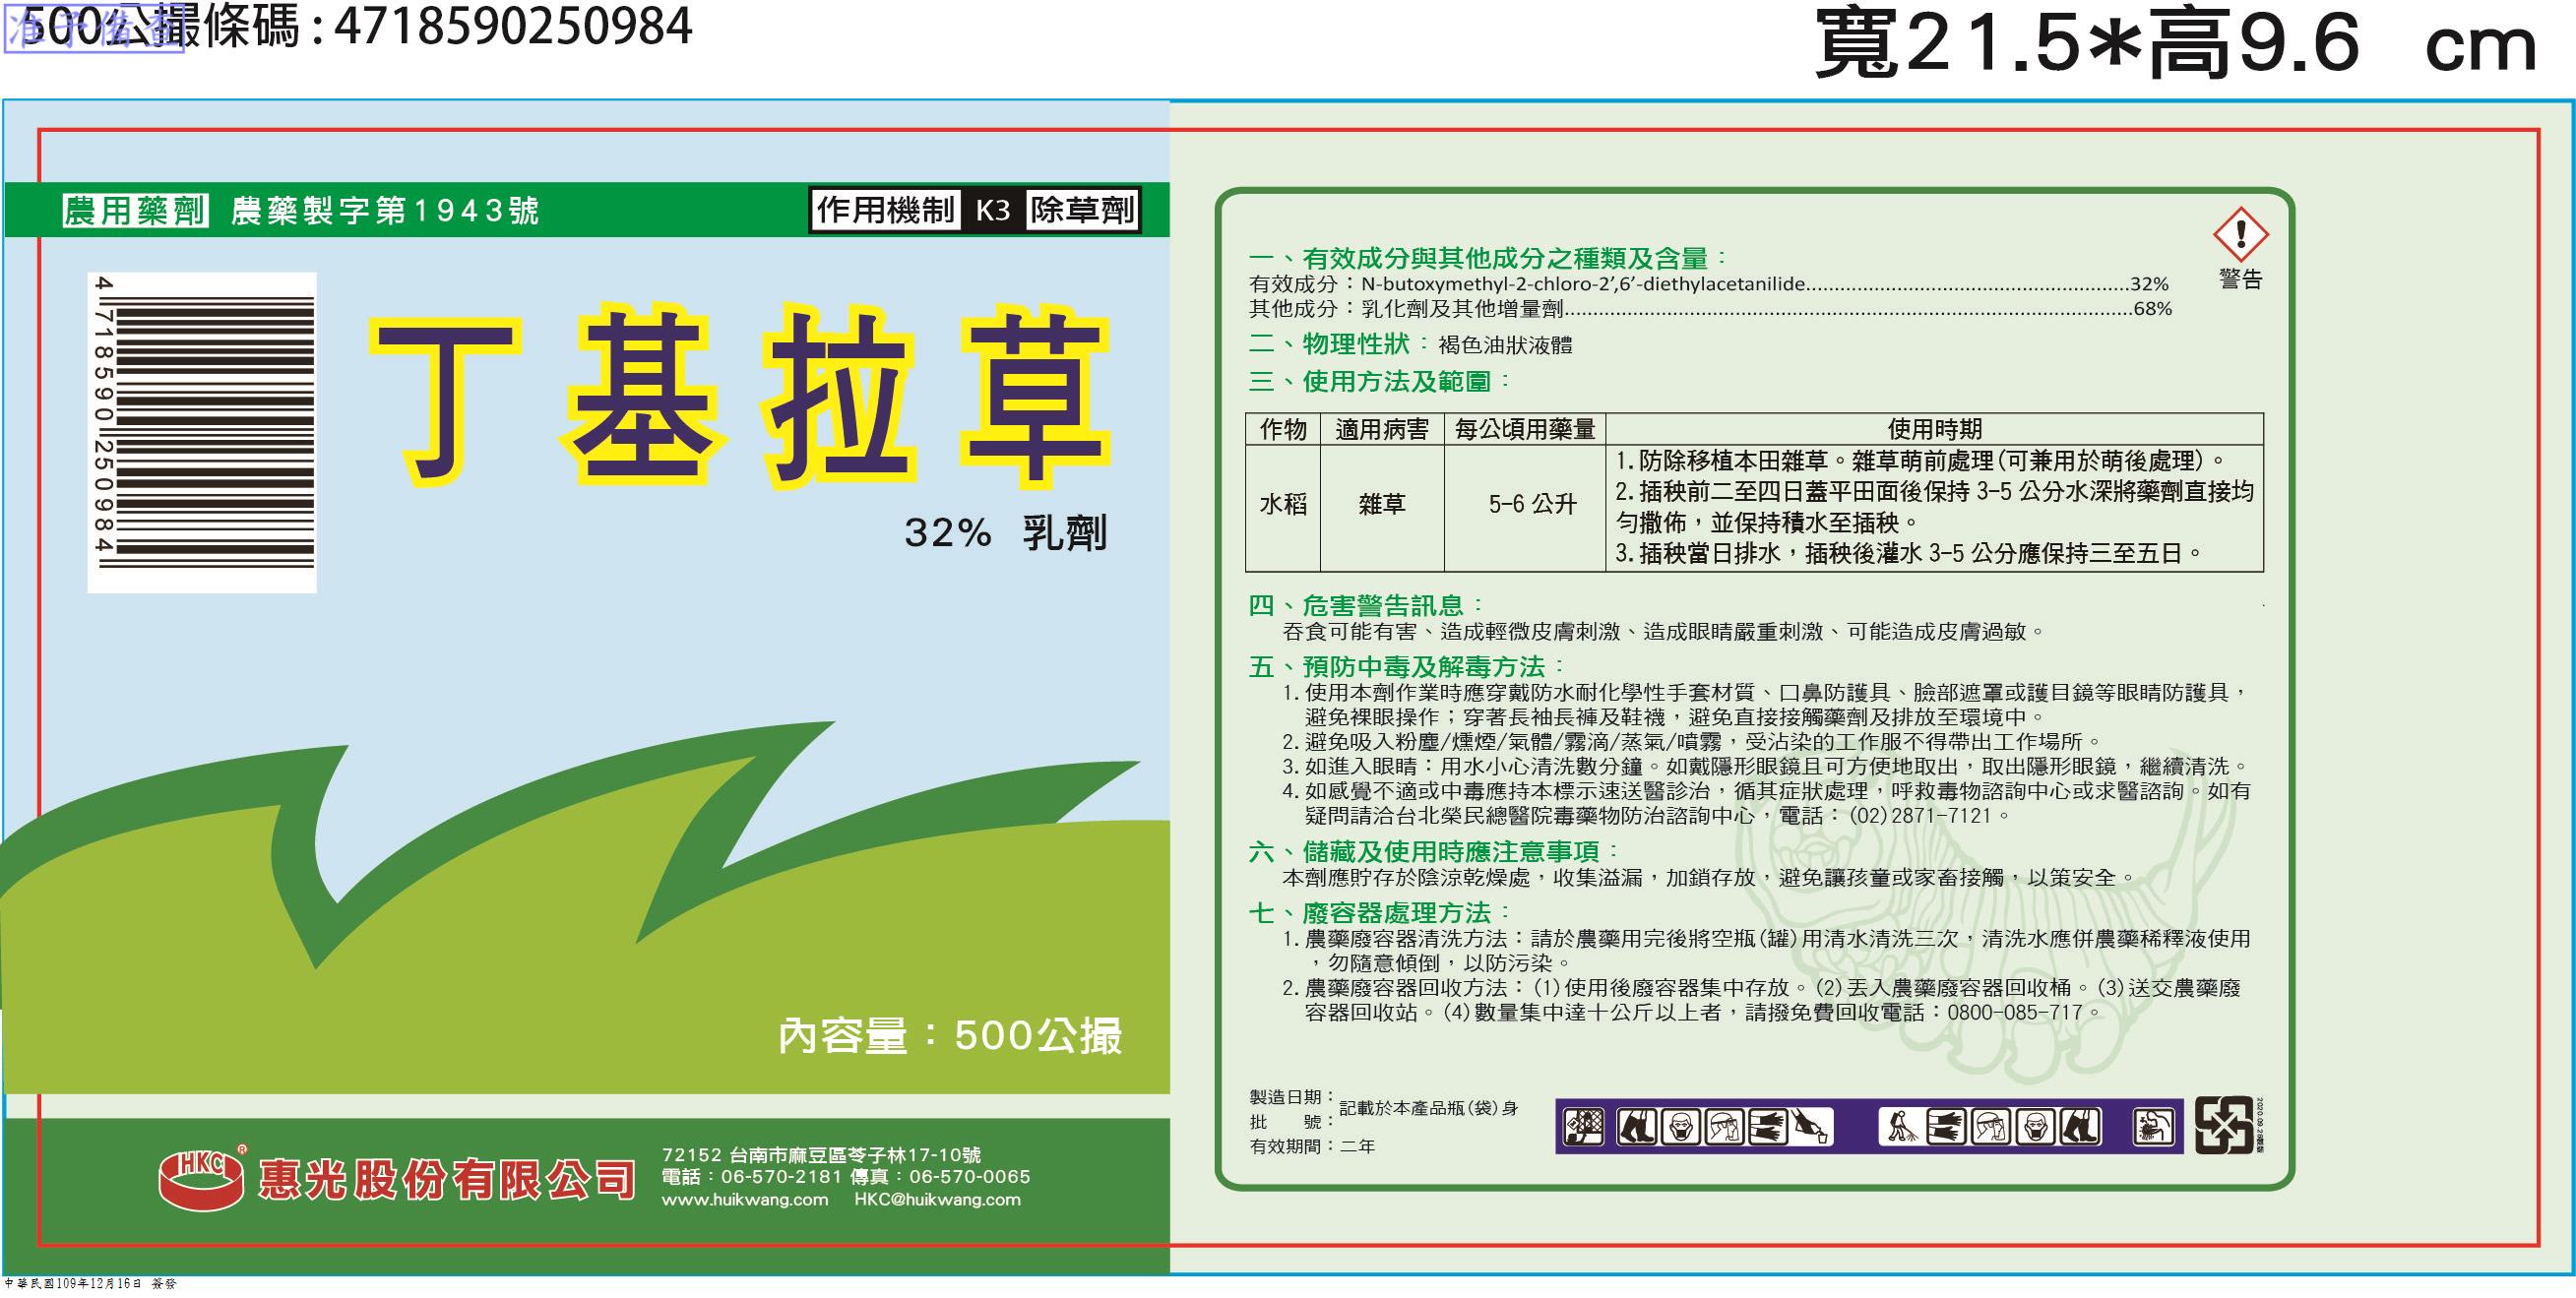 准予備查
500公撮條碼：4718590250984
寬21.5*高9.6 cm
農用藥劑 農藥製字第1943號
作用機制 K3 除草劑
4 718590 250984
丁基拉草
32% 乳劑
內容量：500公撮
HKC®
惠光股份有限公司
72152 台南市麻豆區苓子林17-10號
電話：06-570-2181 傳真：06-570-0065
www.huikwang.com HKC@huikwang.com
警告
一、有效成分與其他成分之種類及含量：
有效成分：N-butoxymethyl-2-chloro-2’,6’-diethylacetanilide........................................................32%
其他成分：乳化劑及其他增量劑....................................................................................................68%
二、物理性狀：褐色油狀液體
三、使用方法及範圍：
作物 適用病害 每公頃用藥量 使用時期
水稻 雜草 5-6 公升
1.防除移植本田雜草。雜草萌前處理(可兼用於萌後處理)。
2.插秧前二至四日蓋平田面後保持 3-5 公分水深將藥劑直接均
勻撒佈，並保持積水至插秧。
3.插秧當日排水，插秧後灌水 3-5 公分應保持三至五日。
四、危害警告訊息：
吞食可能有害、造成輕微皮膚刺激、造成眼睛嚴重刺激、可能造成皮膚過敏。
五、預防中毒及解毒方法：
1.使用本劑作業時應穿戴防水耐化學性手套材質、口鼻防護具、臉部遮罩或護目鏡等眼睛防護具，
避免裸眼操作；穿著長袖長褲及鞋襪，避免直接接觸藥劑及排放至環境中。
2.避免吸入粉塵/燻煙/氣體/霧滴/蒸氣/噴霧，受沾染的工作服不得帶出工作場所。
3.如進入眼睛：用水小心清洗數分鐘。如戴隱形眼鏡且可方便地取出，取出隱形眼鏡，繼續清洗。
4.如感覺不適或中毒應持本標示速送醫診治，循其症狀處理，呼救毒物諮詢中心或求醫諮詢。如有
疑問請洽台北榮民總醫院毒藥物防治諮詢中心，電話：(02)2871-7121。
六、儲藏及使用時應注意事項：
本劑應貯存於陰涼乾燥處，收集溢漏，加鎖存放，避免讓孩童或家畜接觸，以策安全。
七、廢容器處理方法：
1.農藥廢容器清洗方法：請於農藥用完後將空瓶(罐)用清水清洗三次，清洗水應併農藥稀釋液使用
，勿隨意傾倒，以防污染。
2.農藥廢容器回收方法：(1)使用後廢容器集中存放。(2)丟入農藥廢容器回收桶。(3)送交農藥廢
容器回收站。(4)數量集中達十公斤以上者，請撥免費回收電話：0800-085-717。
製造日期：
記載於本產品瓶(袋)身
批 號：
有效期間：二年
中華民國109年12月16日 簽發